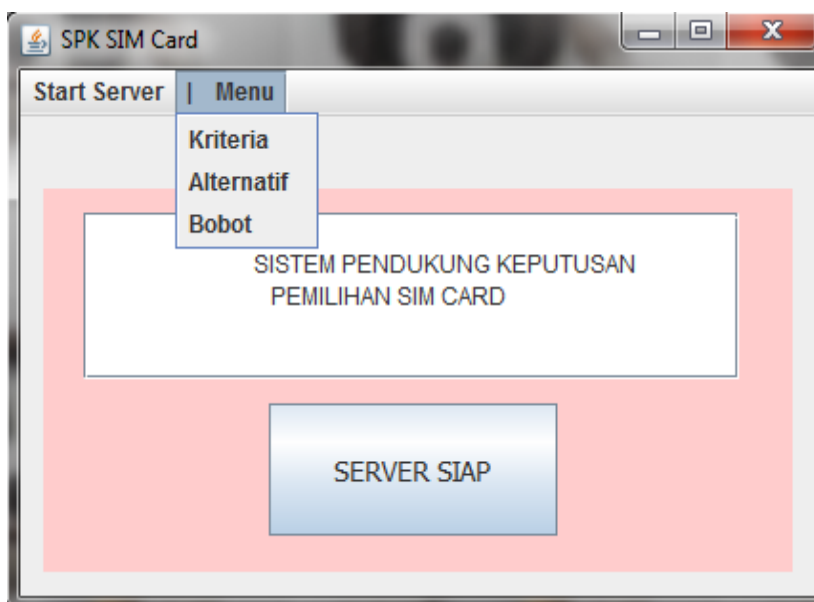 SPK SIM Card
Start Server | Menu
Kriteria
Alternatif
Bobot
SISTEM PENDUKUNG KEPUTUSAN
PEMILIHAN SIM CARD
SERVER SIAP